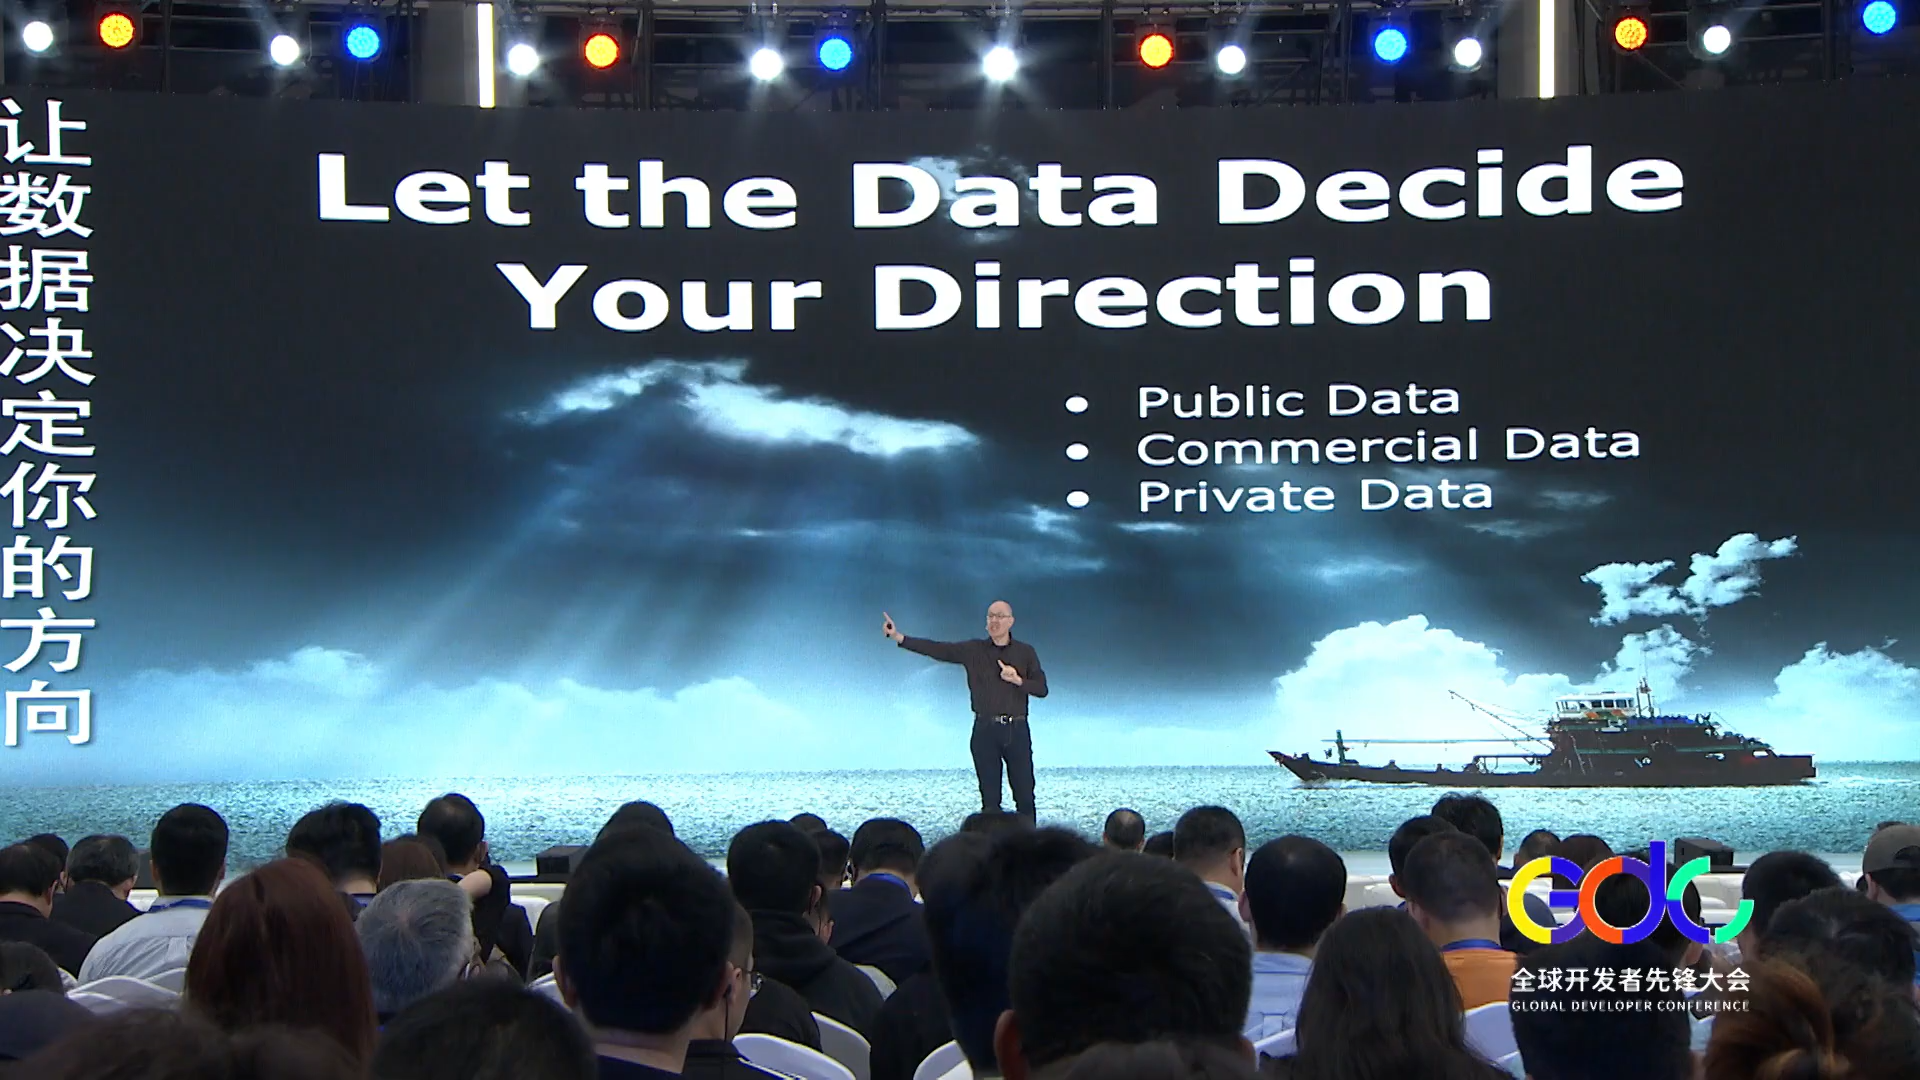 让数据决定你的方向
Let the Data Decide
Your Direction
• Public Data
• Commercial Data
• Private Data
GDC
全球开发者先锋大会
GLOBAL DEVELOPER CONFERENCE